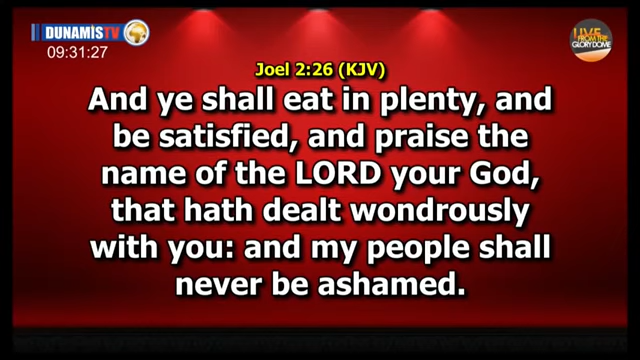 DUNAMIS TV
09:31:27
LIVE
FROM THE
GLORY DOME
Joel 2:26 (KJV)
And ye shall eat in plenty, and
be satisfied, and praise the
name of the LORD your God,
that hath dealt wondrously
with you: and my people shall
never be ashamed.